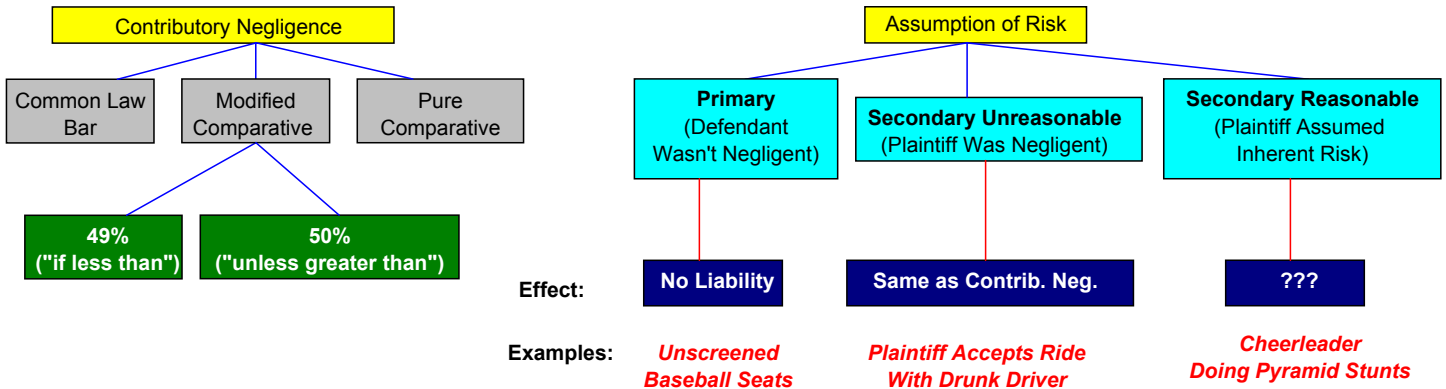 Contributory Negligence
Common Law
Bar
Modified
Comparative
Pure
Comparative
49%
("if less than")
50%
("unless greater than")
Assumption of Risk
Primary
(Defendant
Wasn't Negligent)
Secondary Unreasonable
(Plaintiff Was Negligent)
Secondary Reasonable
(Plaintiff Assumed
Inherent Risk)
Effect:
No Liability
Same as Contrib. Neg.
???
Examples:
Unscreened
Baseball Seats
Plaintiff Accepts Ride
With Drunk Driver
Cheerleader
Doing Pyramid Stunts